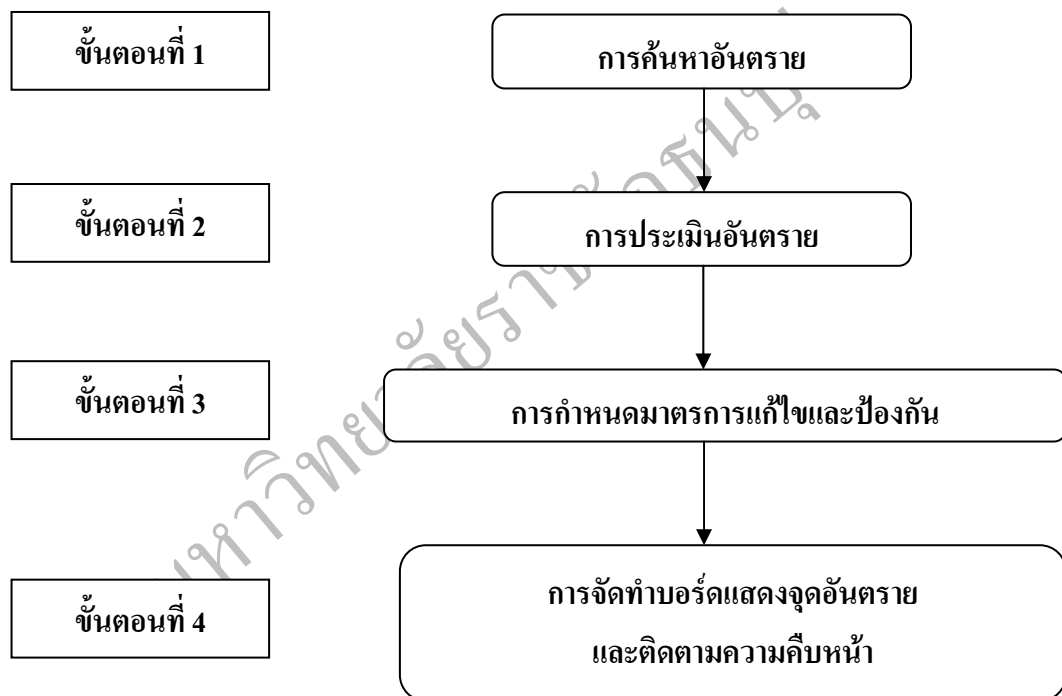 ขั้นตอนที่ 1
การค้นหาอันตราย
ขั้นตอนที่ 2
การประเมินอันตราย
ขั้นตอนที่ 3
การกำหนดมาตรการแก้ไขและป้องกัน
ขั้นตอนที่ 4
การจัดทำบอร์ดแสดงจุดอันตราย
และติดตามความคืบหน้า